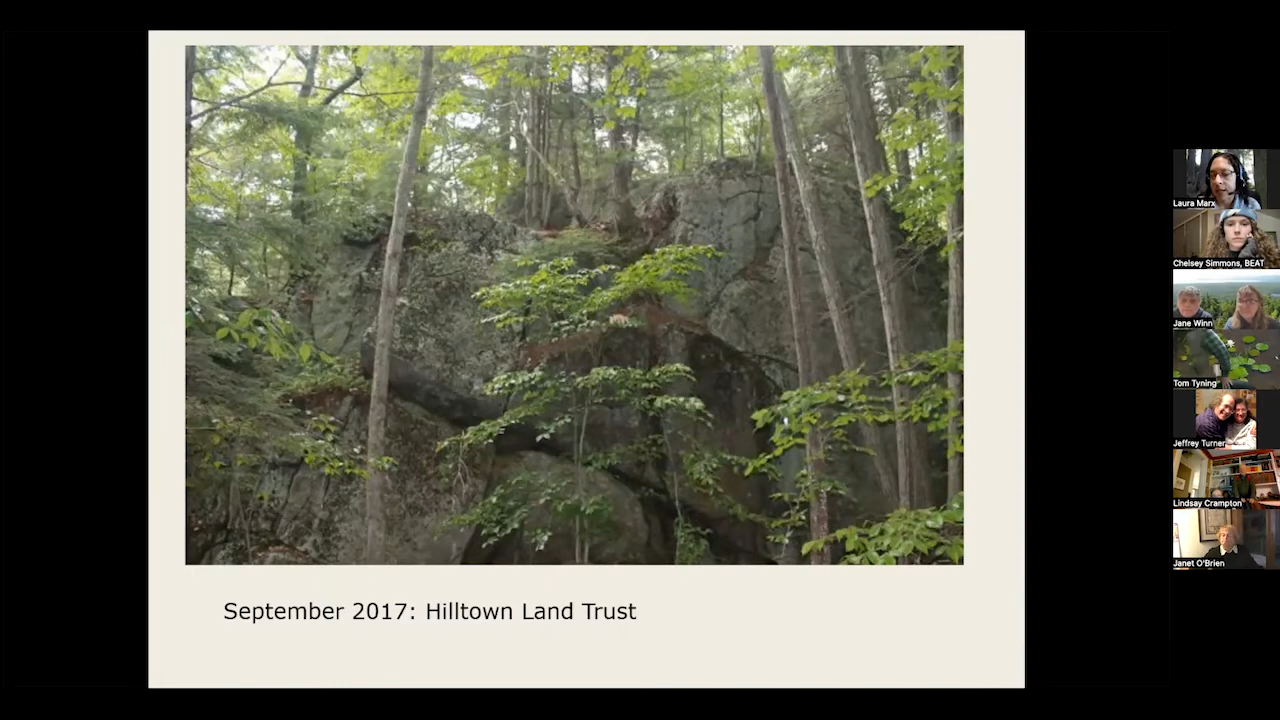 September 2017: Hilltown Land Trust
Laura Marx
Chelsey Simmons, BEAT
Jane Winn
Tom Tyning
Jeffrey Turner
Lindsay Crampton
Janet O'Brien